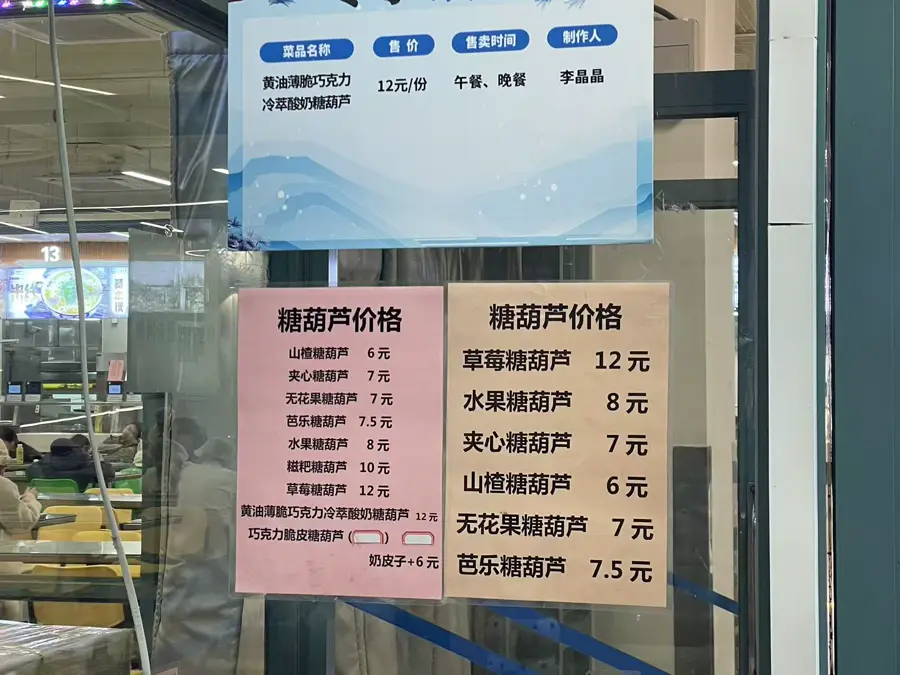 菜品名称 售 价 售卖时间 制作人
黄油薄脆巧克力
冷萃酸奶糖葫芦
12元/份 午餐、晚餐 李晶晶
13
糖葫芦价格
山楂糖葫芦 6 元
夹心糖葫芦 7 元
无花果糖葫芦 7 元
芭乐糖葫芦 7.5 元
水果糖葫芦 8 元
糍粑糖葫芦 10 元
草莓糖葫芦 12 元
黄油薄脆巧克力冷萃酸奶糖葫芦 12 元
巧克力脆皮糖葫芦(
奶皮子+6 元
糖葫芦价格
草莓糖葫芦 12 元
水果糖葫芦 8 元
夹心糖葫芦 7 元
山楂糖葫芦 6 元
无花果糖葫芦 7 元
芭乐糖葫芦 7.5 元